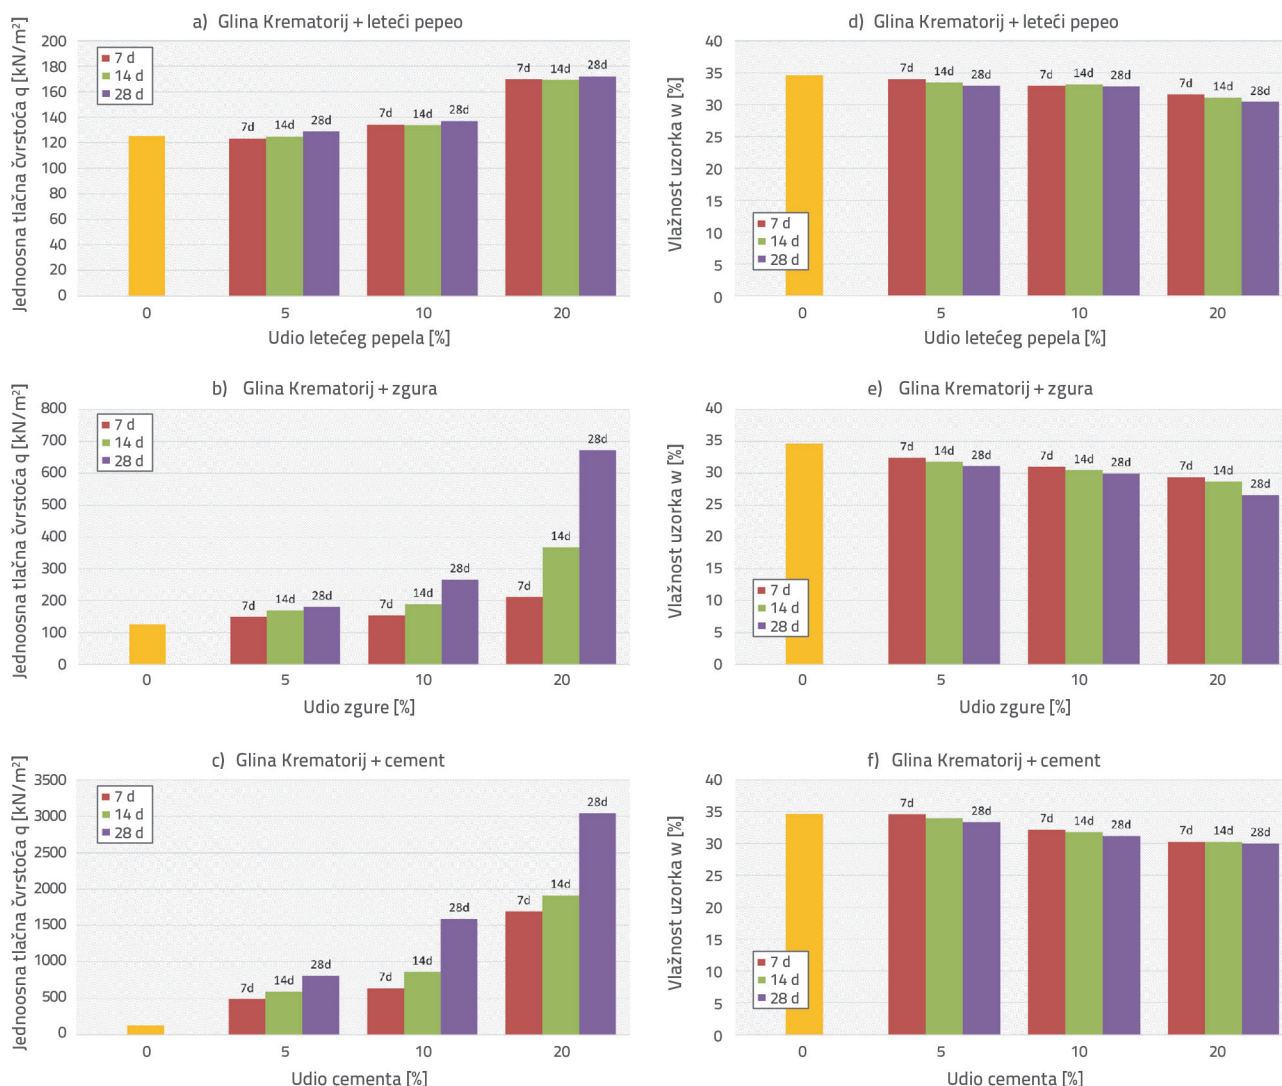 a) Glina Krematorij + leteći pepeo
Jednoosna tlačna čvrstoća q [kN/m²]
200
180
160
140
120
100
80
60
40
20
0
7 d
14 d
28 d
7d 14d 28d
7d 14d 28d
7d 14d 28d
0 5 10 20
Udio letećeg pepela [%]
d) Glina Krematorij + leteći pepeo
Vlažnost uzorka w [%]
40
35
30
25
20
15
10
5
0
7 d
14 d
28 d
7d 14d 28d
7d 14d 28d
7d 14d 28d
0 5 10 20
Udio letećeg pepela [%]
b) Glina Krematorij + zgura
Jednoosna tlačna čvrstoća q [kN/m²]
800
700
600
500
400
300
200
100
0
7 d
14 d
28 d
7d 14d 28d
7d 14d 28d
7d 14d 28d
0 5 10 20
Udio zgure [%]
e) Glina Krematorij + zgura
Vlažnost uzorka w [%]
40
35
30
25
20
15
10
5
0
7 d
14 d
28 d
7d 14d 28d
7d 14d 28d
7d 14d 28d
0 5 10 20
Udio zgure [%]
c) Glina Krematorij + cement
Jednoosna tlačna čvrstoća q [kN/m²]
3500
3000
2500
2000
1500
1000
500
0
7 d
14 d
28 d
7d 14d 28d
7d 14d 28d
7d 14d 28d
0 5 10 20
Udio cementa [%]
f) Glina Krematorij + cement
Vlažnost uzorka w [%]
40
35
30
25
20
15
10
5
0
7 d
14 d
28 d
7d 28d
7d 14d 28d
7d 14d 28d
0 5 10 20
Udio cementa [%]